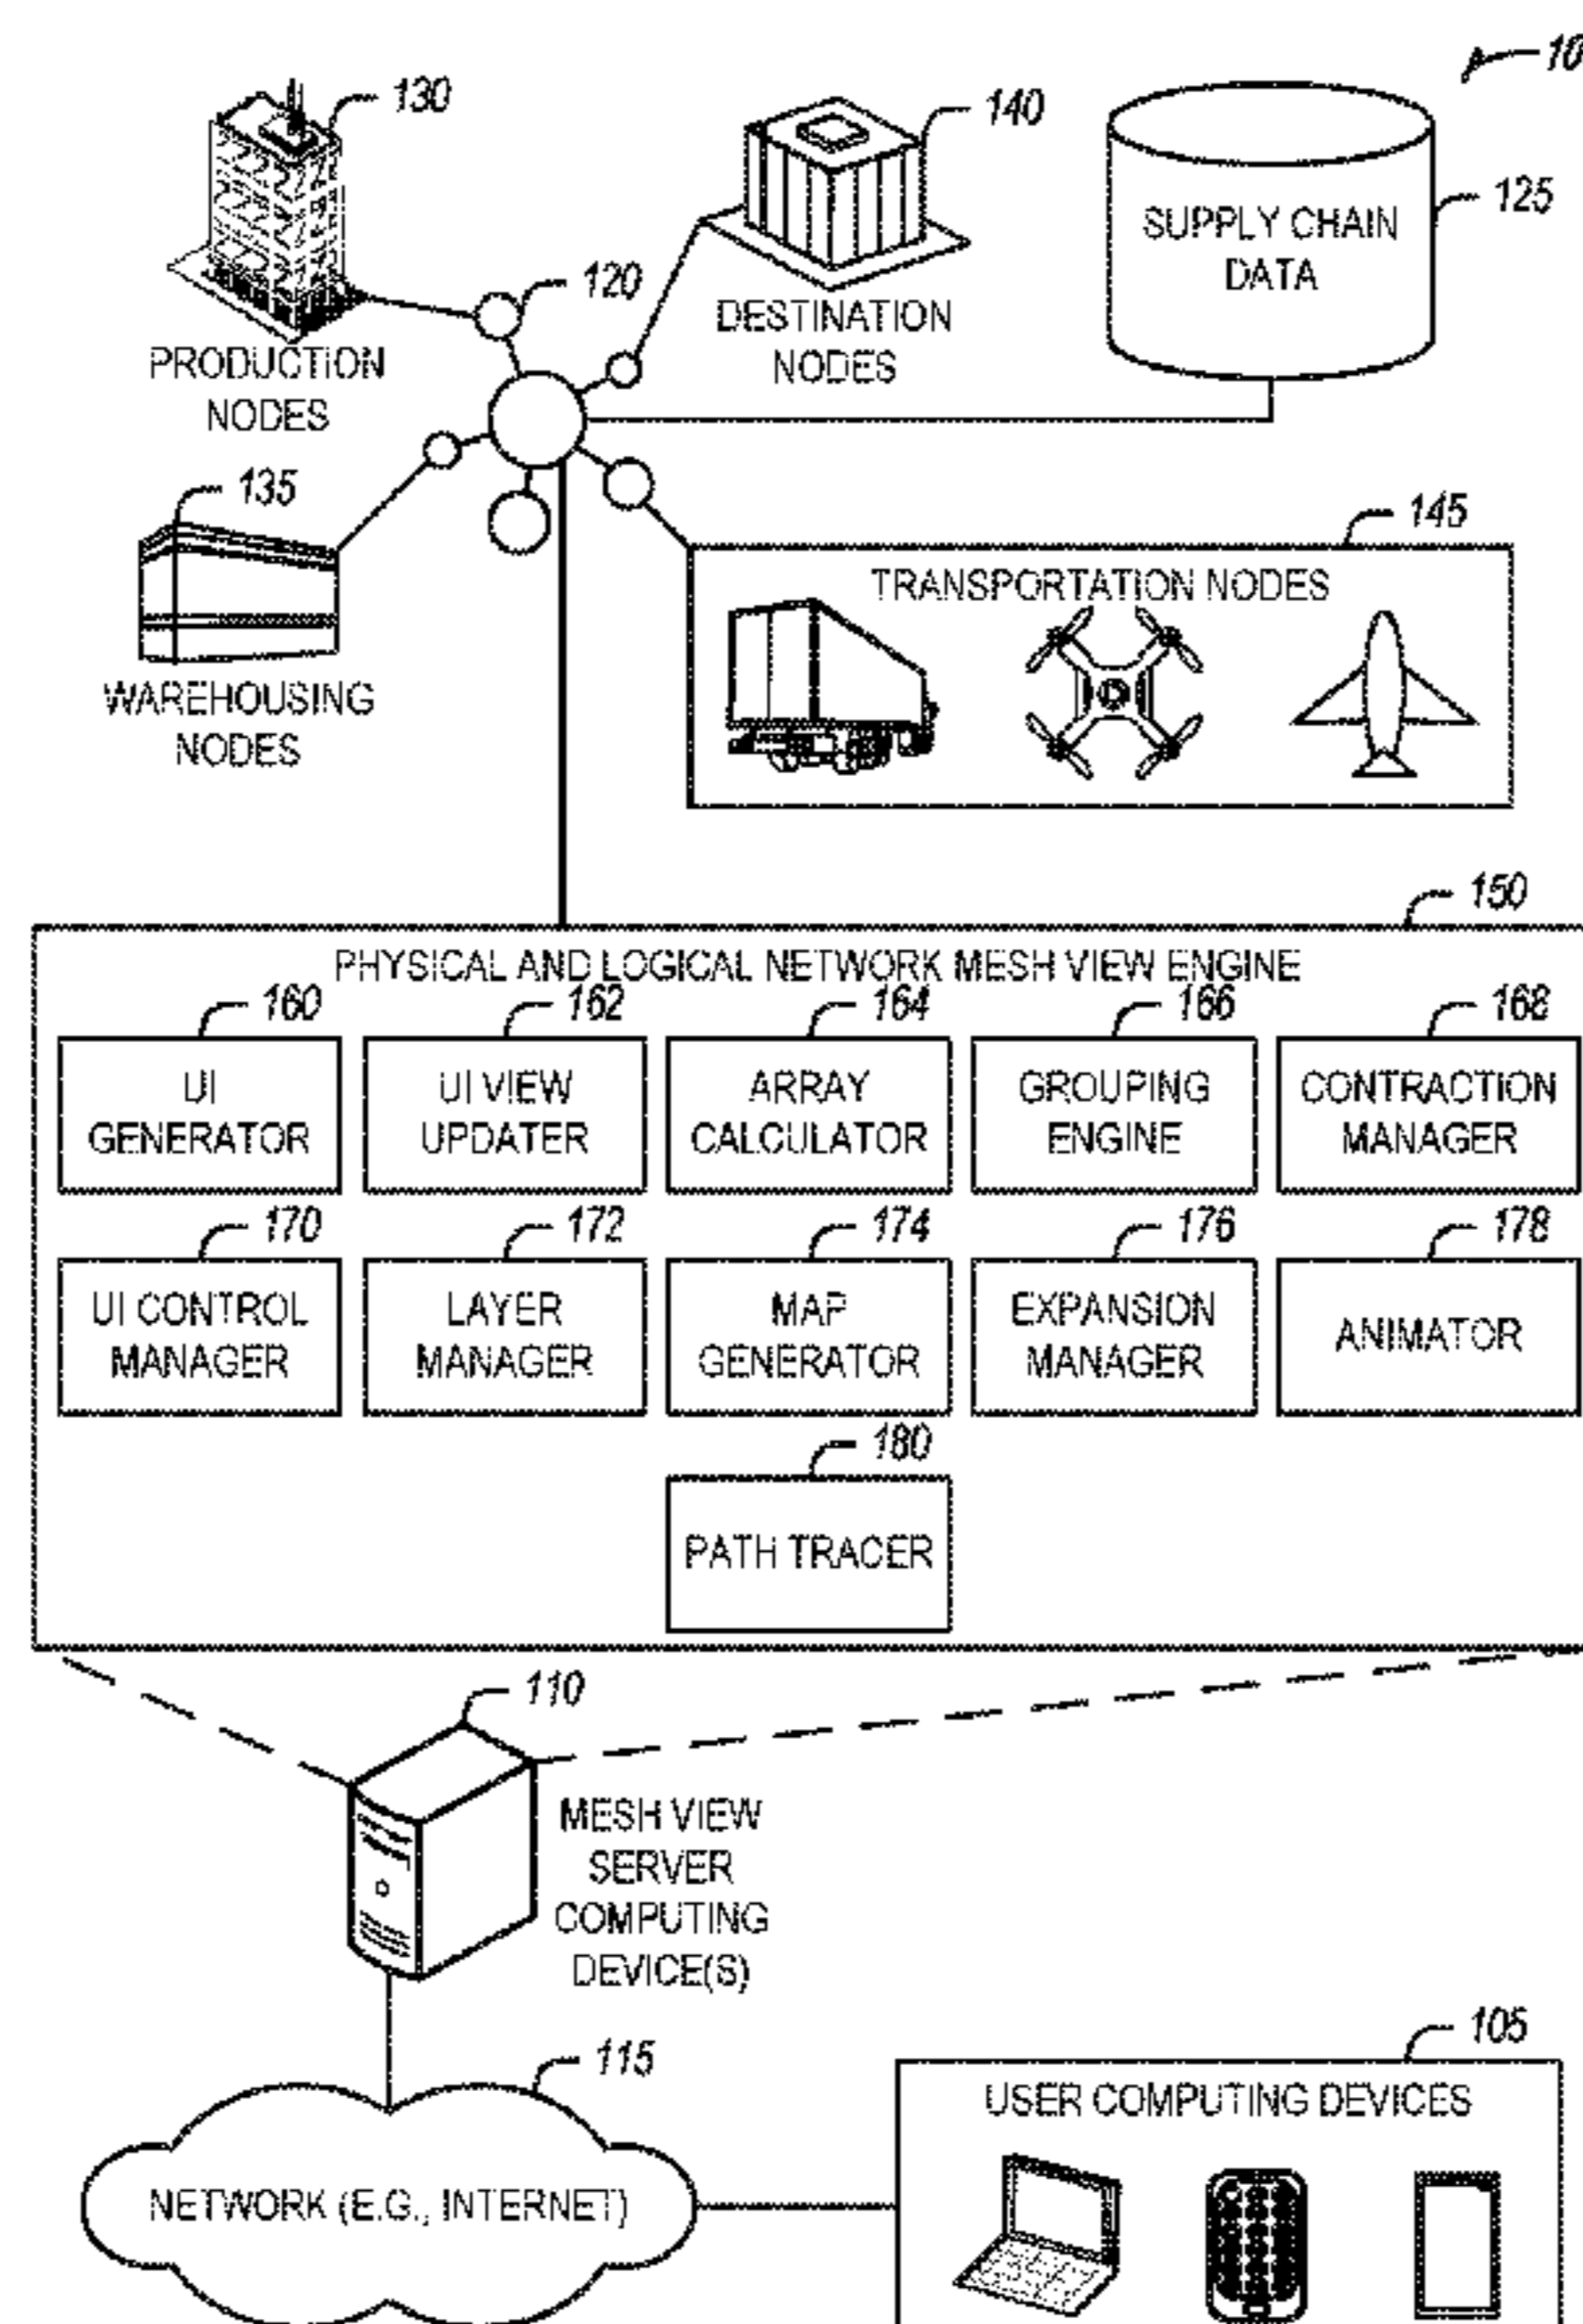 10
130
140
SUPPLY CHAIN
DATA
125
120
PRODUCTION
NODES
DESTINATION
NODES
135
WAREHOUSING
NODES
145
TRANSPORTATION NODES
150
PHYSICAL AND LOGICAL NETWORK MESH VIEW ENGINE
160
162
164
166
168
UI
GENERATOR
UI VIEW
UPDATER
ARRAY
CALCULATOR
GROUPING
ENGINE
CONTRACTION
MANAGER
170
172
174
176
178
UI CONTROL
MANAGER
LAYER
MANAGER
MAP
GENERATOR
EXPANSION
MANAGER
ANIMATOR
180
PATH TRACER
110
MESH VIEW
SERVER
COMPUTING
DEVICE(S)
115
NETWORK (E.G., INTERNET)
105
USER COMPUTING DEVICES